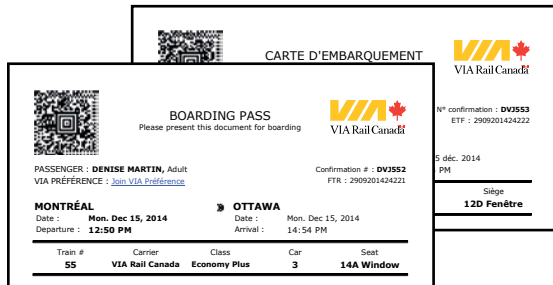 CARTE D'EMBARQUEMENT
VIA Rail Canada
N° confirmation : DVJ553
ETF : 2909201424222
5 déc. 2014
PM
Siège
12D Fenêtre
BOARDING PASS
Please present this document for boarding
VIA Rail Canada
PASSENGER : DENISE MARTIN, Adult
Confirmation # : DVJ552
VIA PRÉFÉRENCE : Join VIA Préférence
FTR : 2909201424221
MONTRÉAL » OTTAWA
Date : Mon. Dec 15, 2014 Date : Mon. Dec 15, 2014
Departure : 12:50 PM Arrival : 14:54 PM
Train # Carrier Class Car Seat
55 VIA Rail Canada Economy Plus 3 14A Window